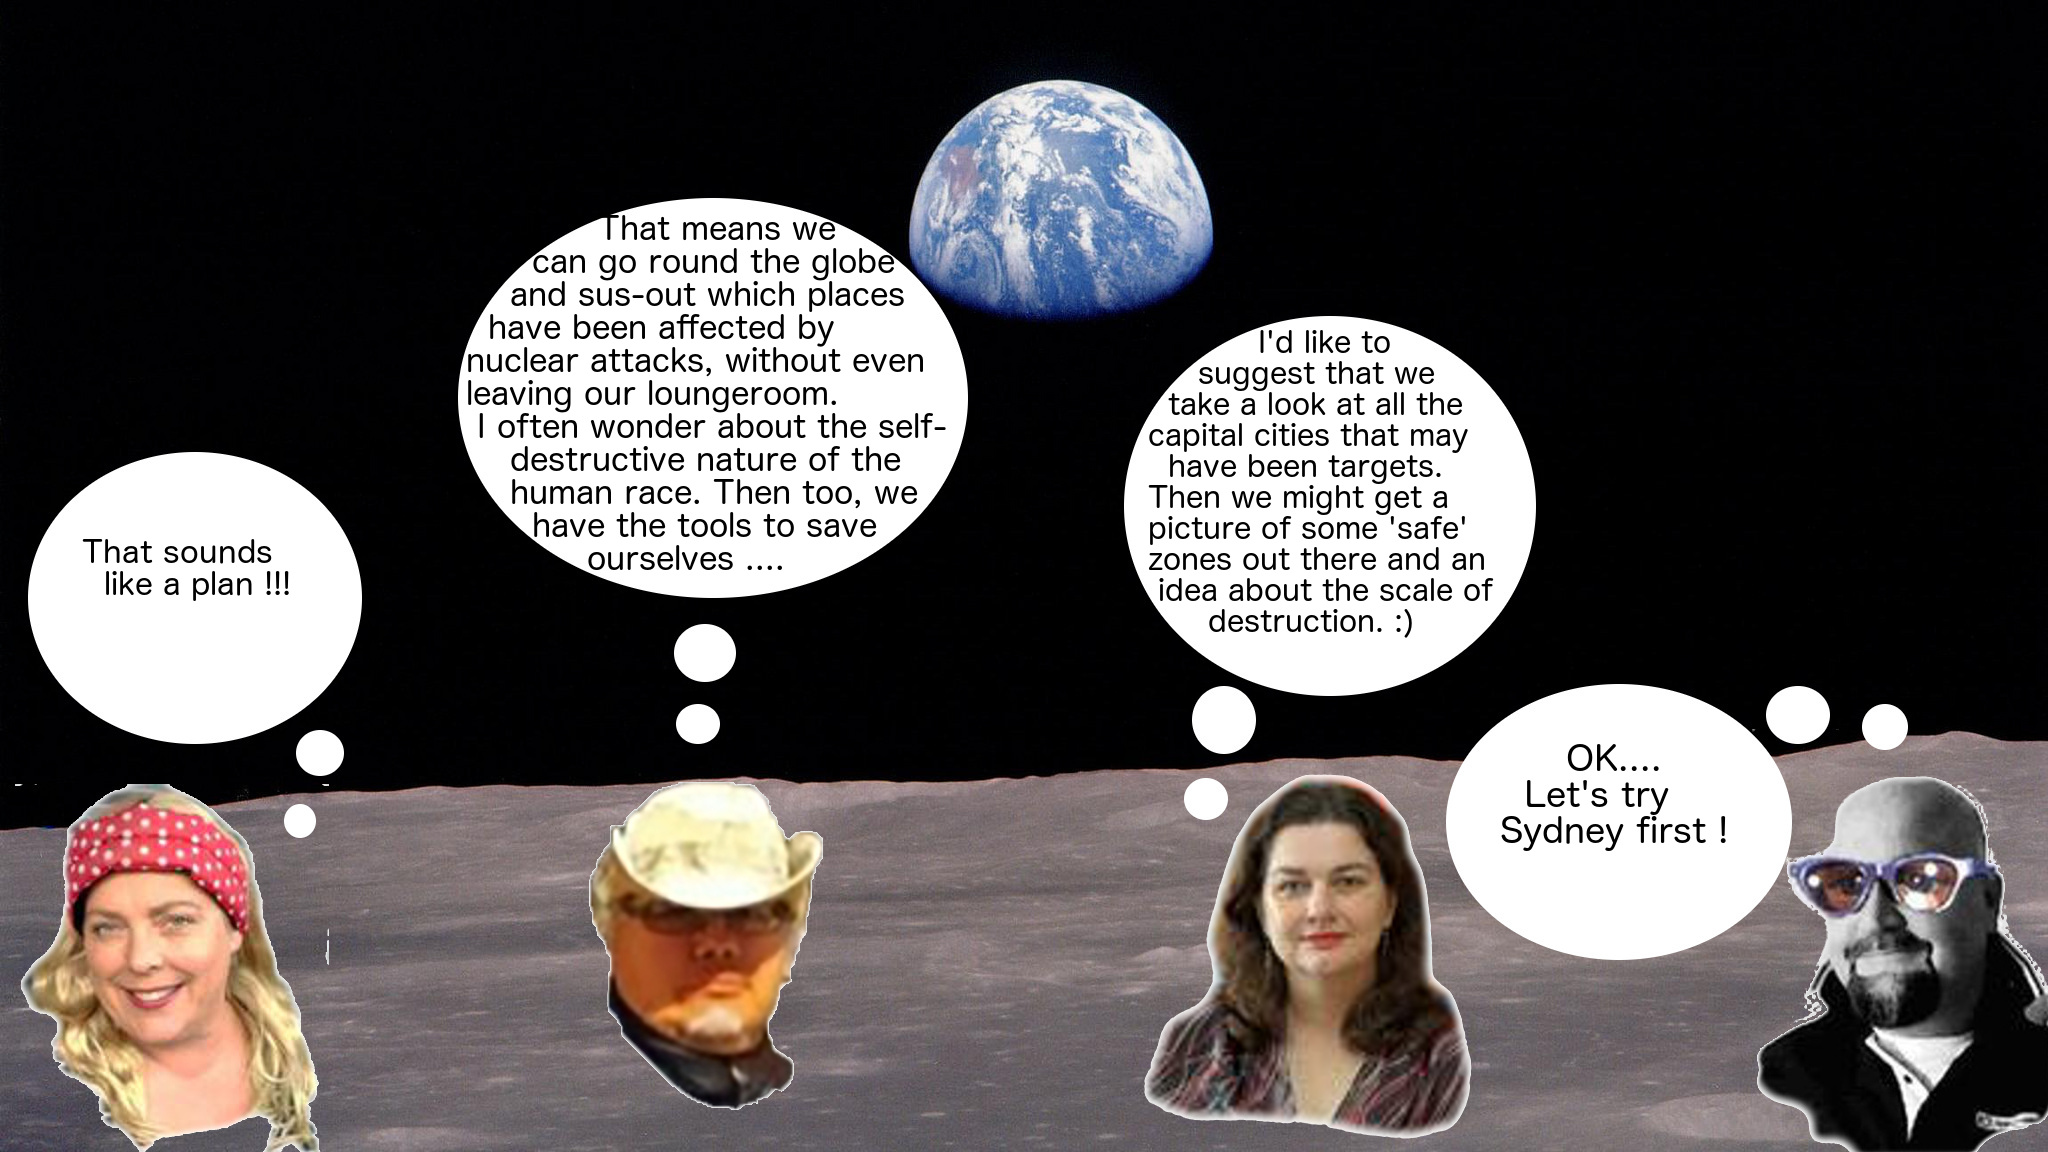 That means we
can go round the globe
and sus-out which places
have been affected by
nuclear attacks, without even
leaving our loungeroom.
I often wonder about the self-
destructive nature of the
human race. Then too, we
have the tools to save
ourselves ....
I'd like to
suggest that we
take a look at all the
capital cities that may
have been targets.
Then we might get a
picture of some 'safe'
zones out there and an
idea about the scale of
destruction. :)
That sounds
like a plan !!!
OK....
Let's try
Sydney first !